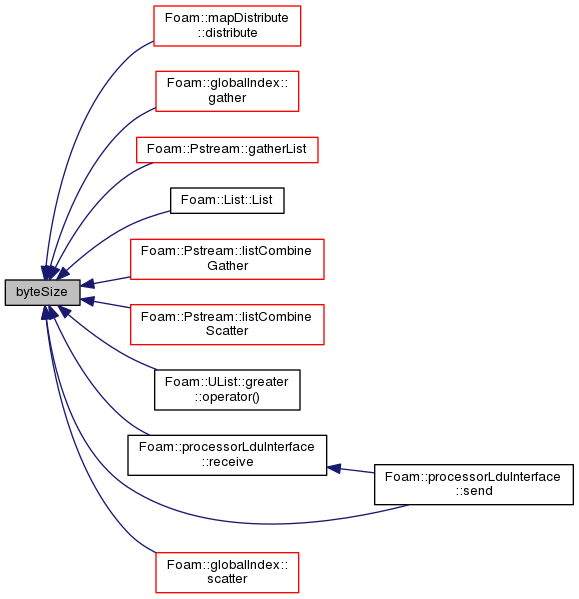 Foam::mapDistribute
::distribute
Foam::globalIndex::
gather
Foam::Pstream::gatherList
Foam::List::List
Foam::Pstream::listCombine
Gather
byteSize
Foam::Pstream::listCombine
Scatter
Foam::UList::greater
::operator()
Foam::processorLduInterface
::receive
Foam::processorLduInterface
::send
Foam::globalIndex::
scatter